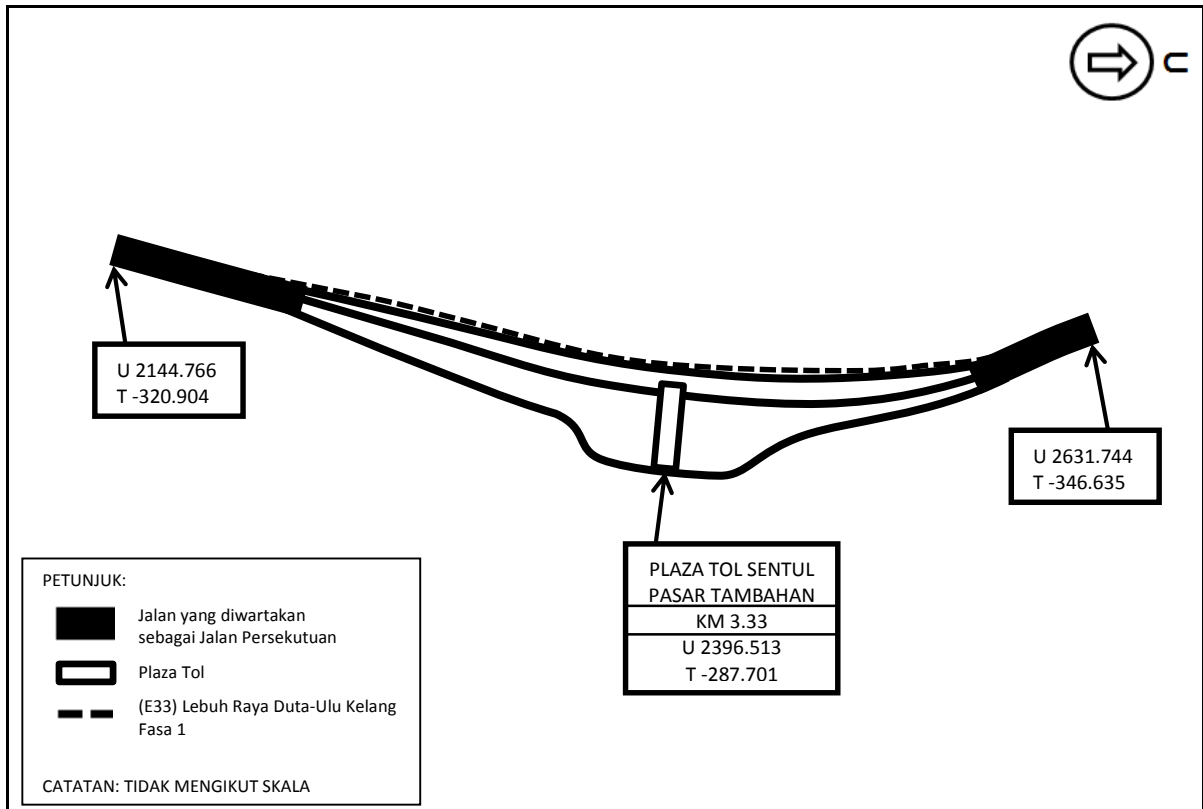 U
U 2144.766
T -320.904
U 2631.744
T -346.635
PLAZA TOL SENTUL
PASAR TAMBAHAN
KM 3.33
U 2396.513
T -287.701
PETUNJUK:
Jalan yang diwartakan
sebagai Jalan Persekutuan
Plaza Tol
(E33) Lebuh Raya Duta-Ulu Kelang
Fasa 1
CATATAN: TIDAK MENGIKUT SKALA